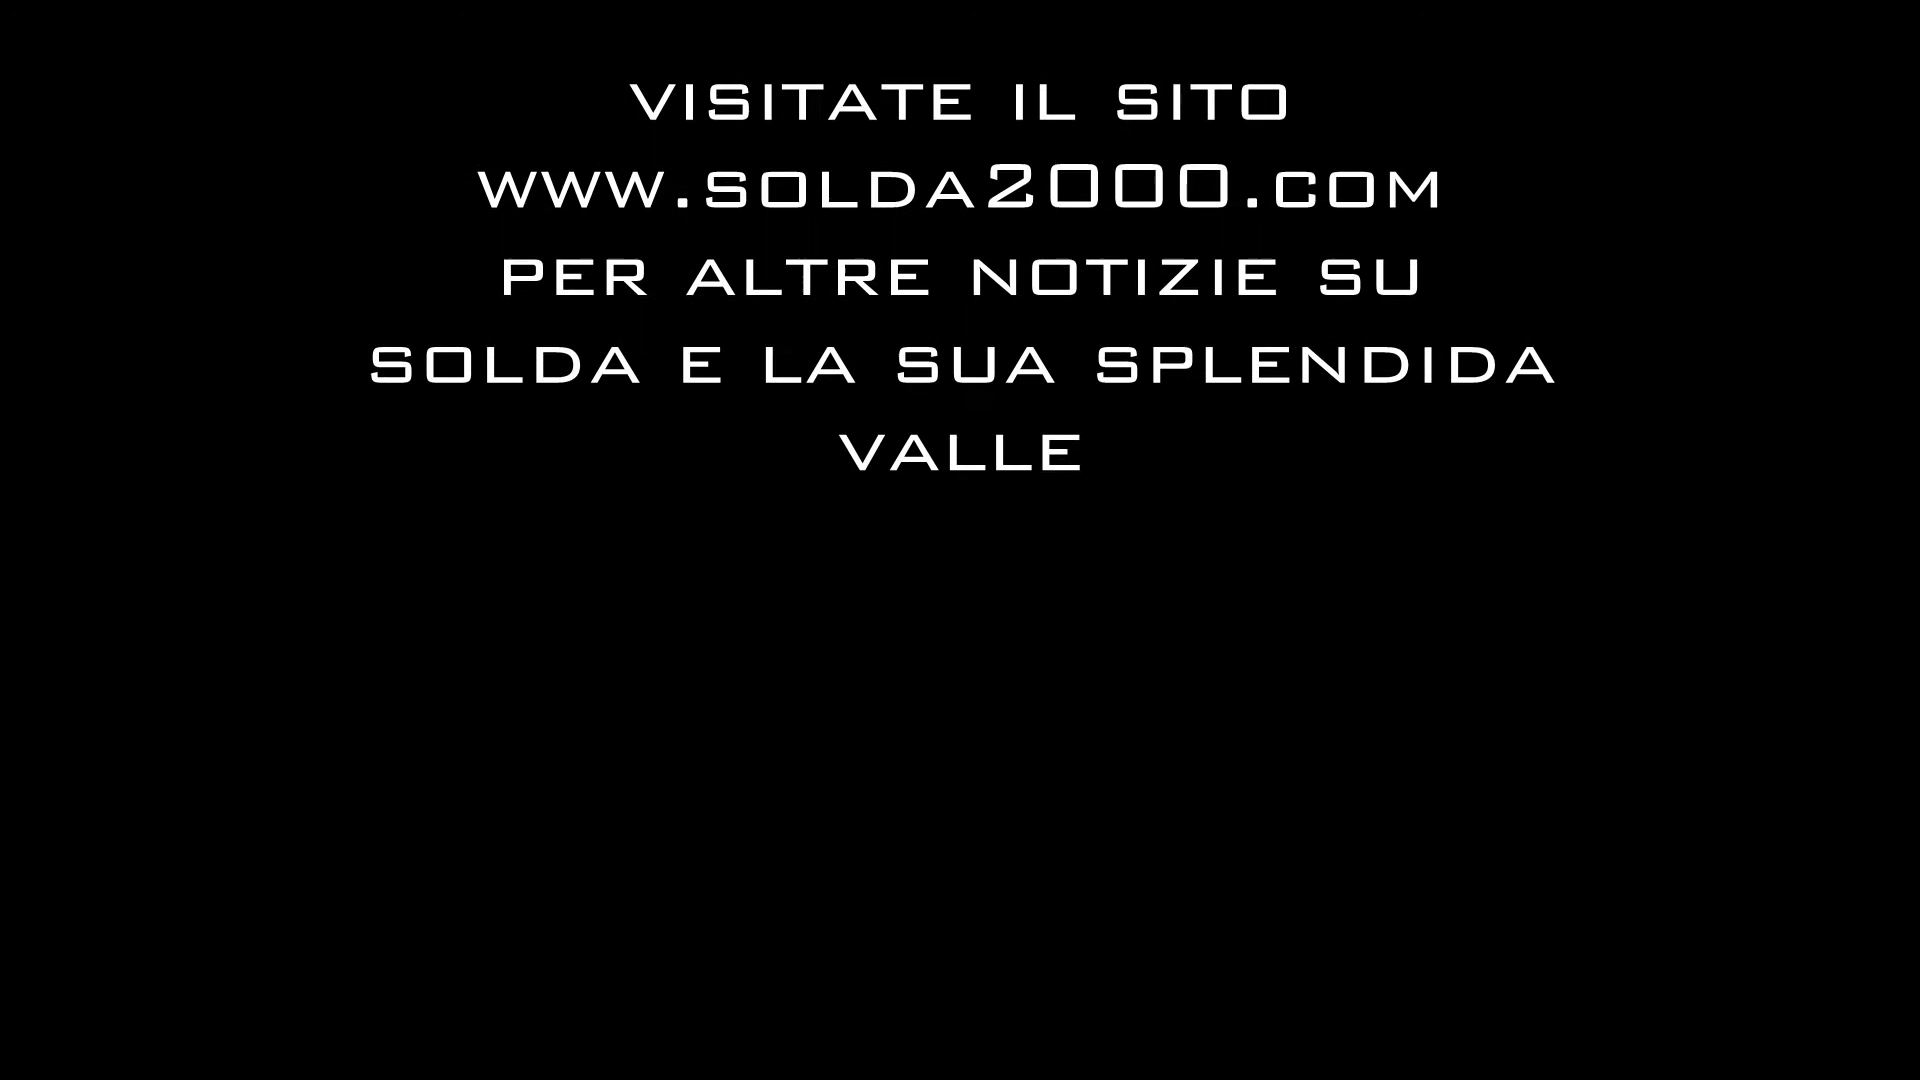 VISITATE IL SITO
WWW.SOLDA2000.COM
PER ALTRE NOTIZIE SU
SOLDA E LA SUA SPLENDIDA
VALLE